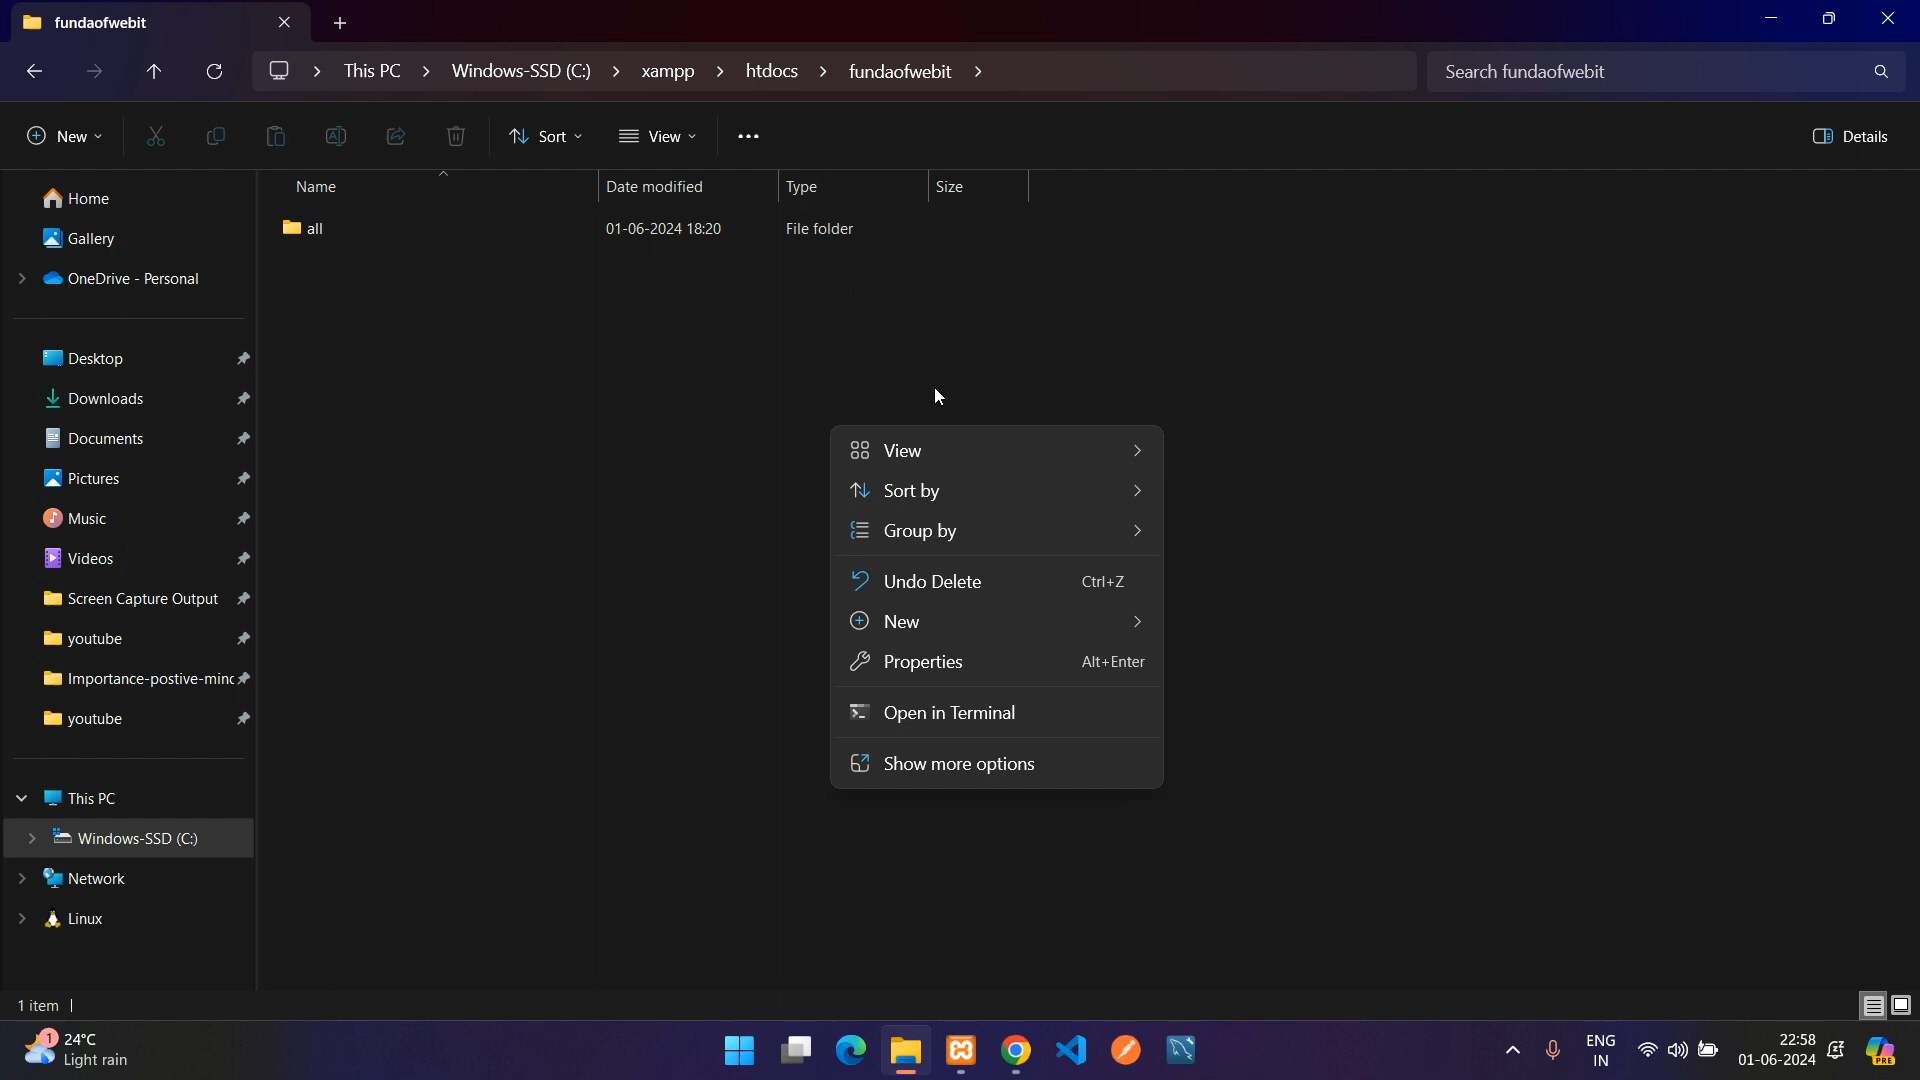 fundaofwebit
This PC
Windows-SSD (C:)
xampp
htdocs
fundaofwebit
Search fundaofwebit
New
Sort
View
Details
Name
Date modified
Type
Size
all
01-06-2024 18:20
File folder
Home
Gallery
OneDrive - Personal
Desktop
Downloads
Documents
Pictures
Music
Videos
Screen Capture Output
youtube
Importance-postive-minc
youtube
This PC
Windows-SSD (C:)
Network
Linux
View
Sort by
Group by
Undo Delete Ctrl+Z
New
Properties Alt+Enter
Open in Terminal
Show more options
1 item
1
24°C
Light rain
ENG
IN
22:58
01-06-2024
PRE